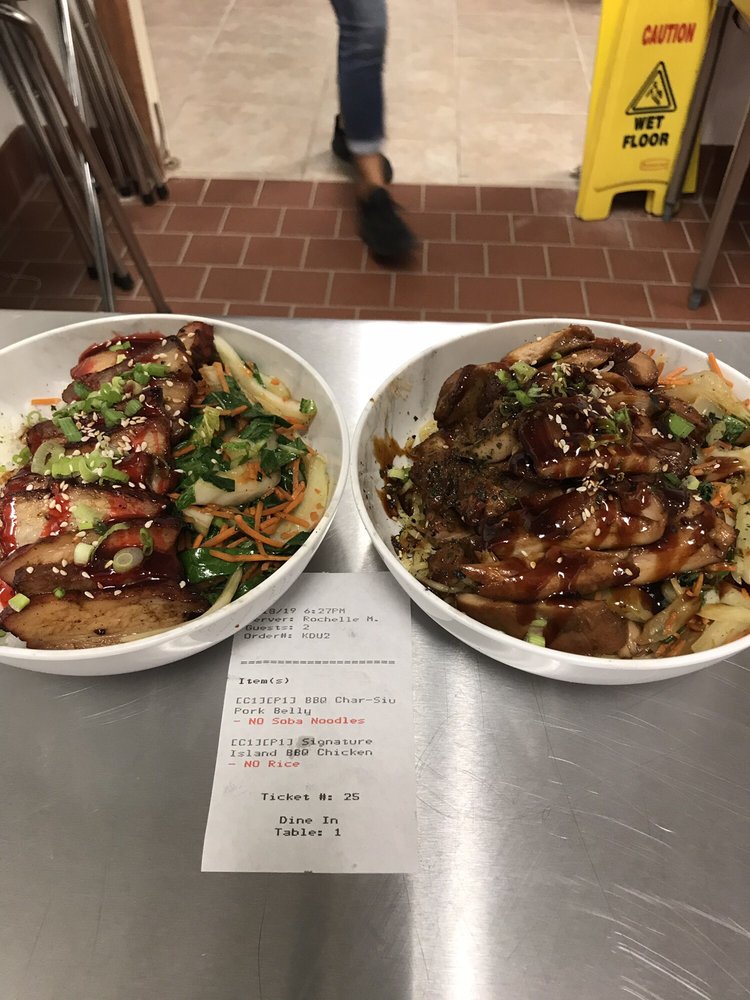 CAUTION
WET
FLOOR
8/19 6:27PM
Server: Rochelle M.
Guests: 2
Order#: KDU2
==========================
Item(s)
[C1][P1] BBQ Char-Siu
Pork Belly
- NO Soba Noodles
[C1][P1] Signature
Island BBQ Chicken
- NO Rice
Ticket #: 25
Dine In
Table: 1